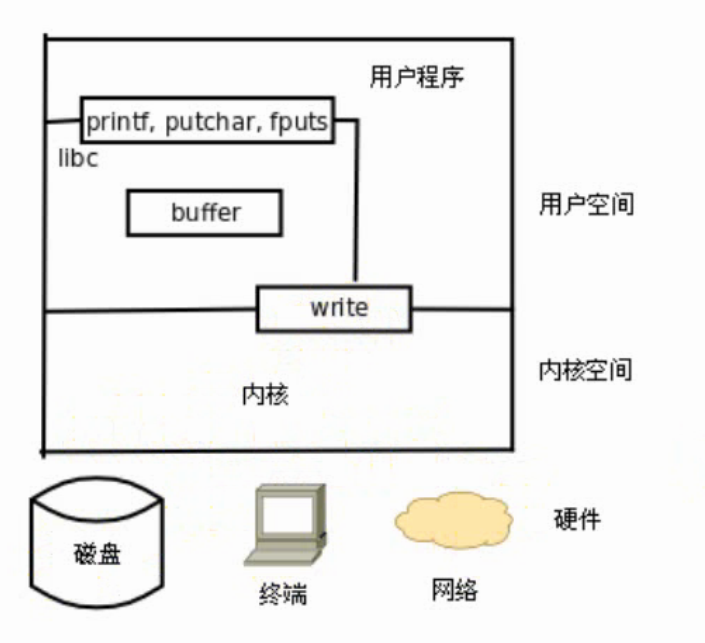 用户程序
printf, putchar, fputs
libc
buffer
用户空间
write
内核空间
内核
磁盘
终端
网络
硬件